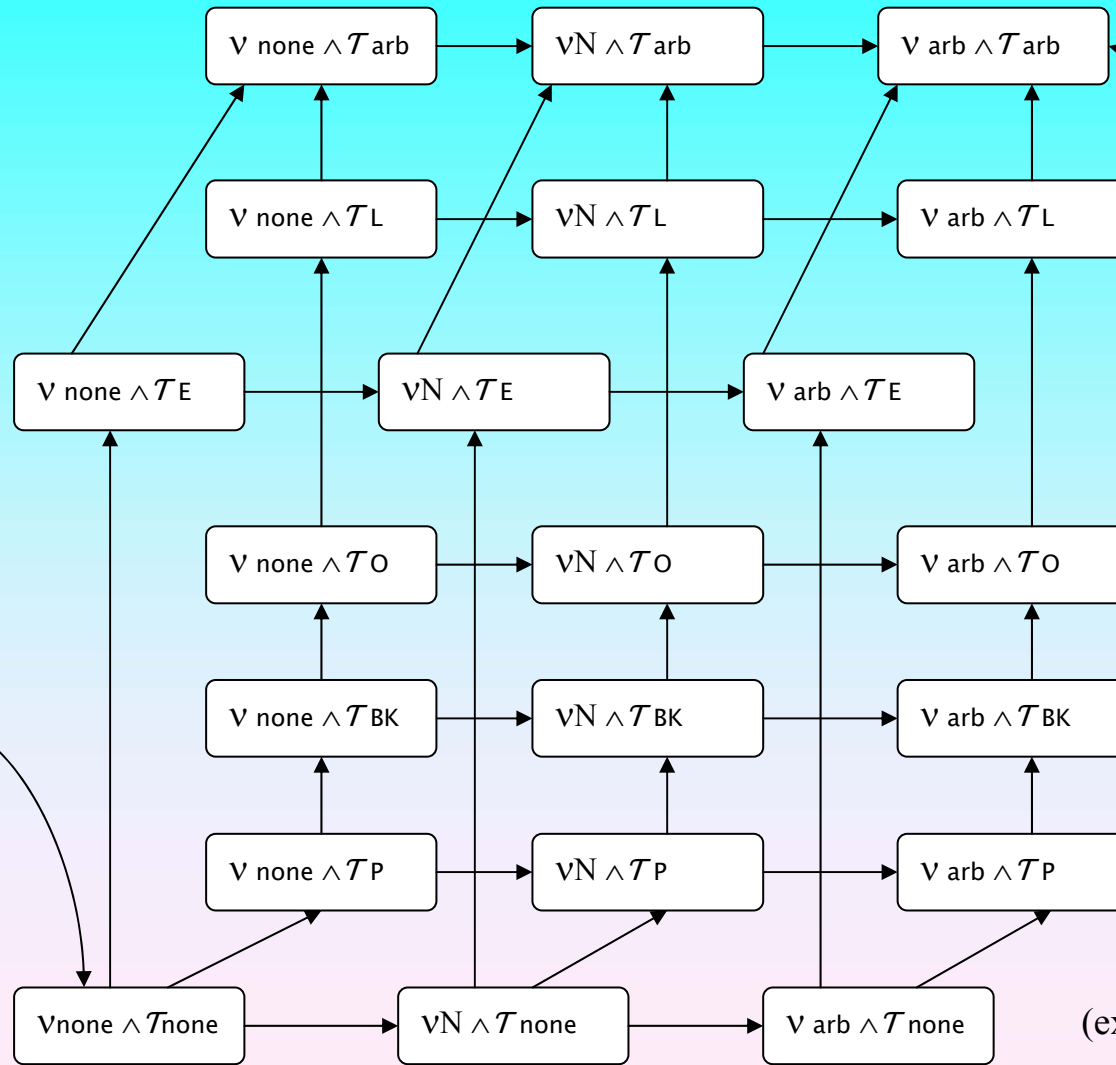 ν none ∧ 𝒯 arb
νN ∧ 𝒯 arb
ν arb ∧ 𝒯 arb
ν none ∧ 𝒯 L
νN ∧ 𝒯 L
ν arb ∧ 𝒯 L
ν none ∧ 𝒯 E
νN ∧ 𝒯 E
ν arb ∧ 𝒯 E
ν none ∧ 𝒯 O
νN ∧ 𝒯 O
ν arb ∧ 𝒯 O
ν none ∧ 𝒯 BK
νN ∧ 𝒯 BK
ν arb ∧ 𝒯 BK
ν none ∧ 𝒯 P
νN ∧ 𝒯 P
ν arb ∧ 𝒯 P
νnone ∧ 𝒯none
νN ∧ 𝒯 none
ν arb ∧ 𝒯 none